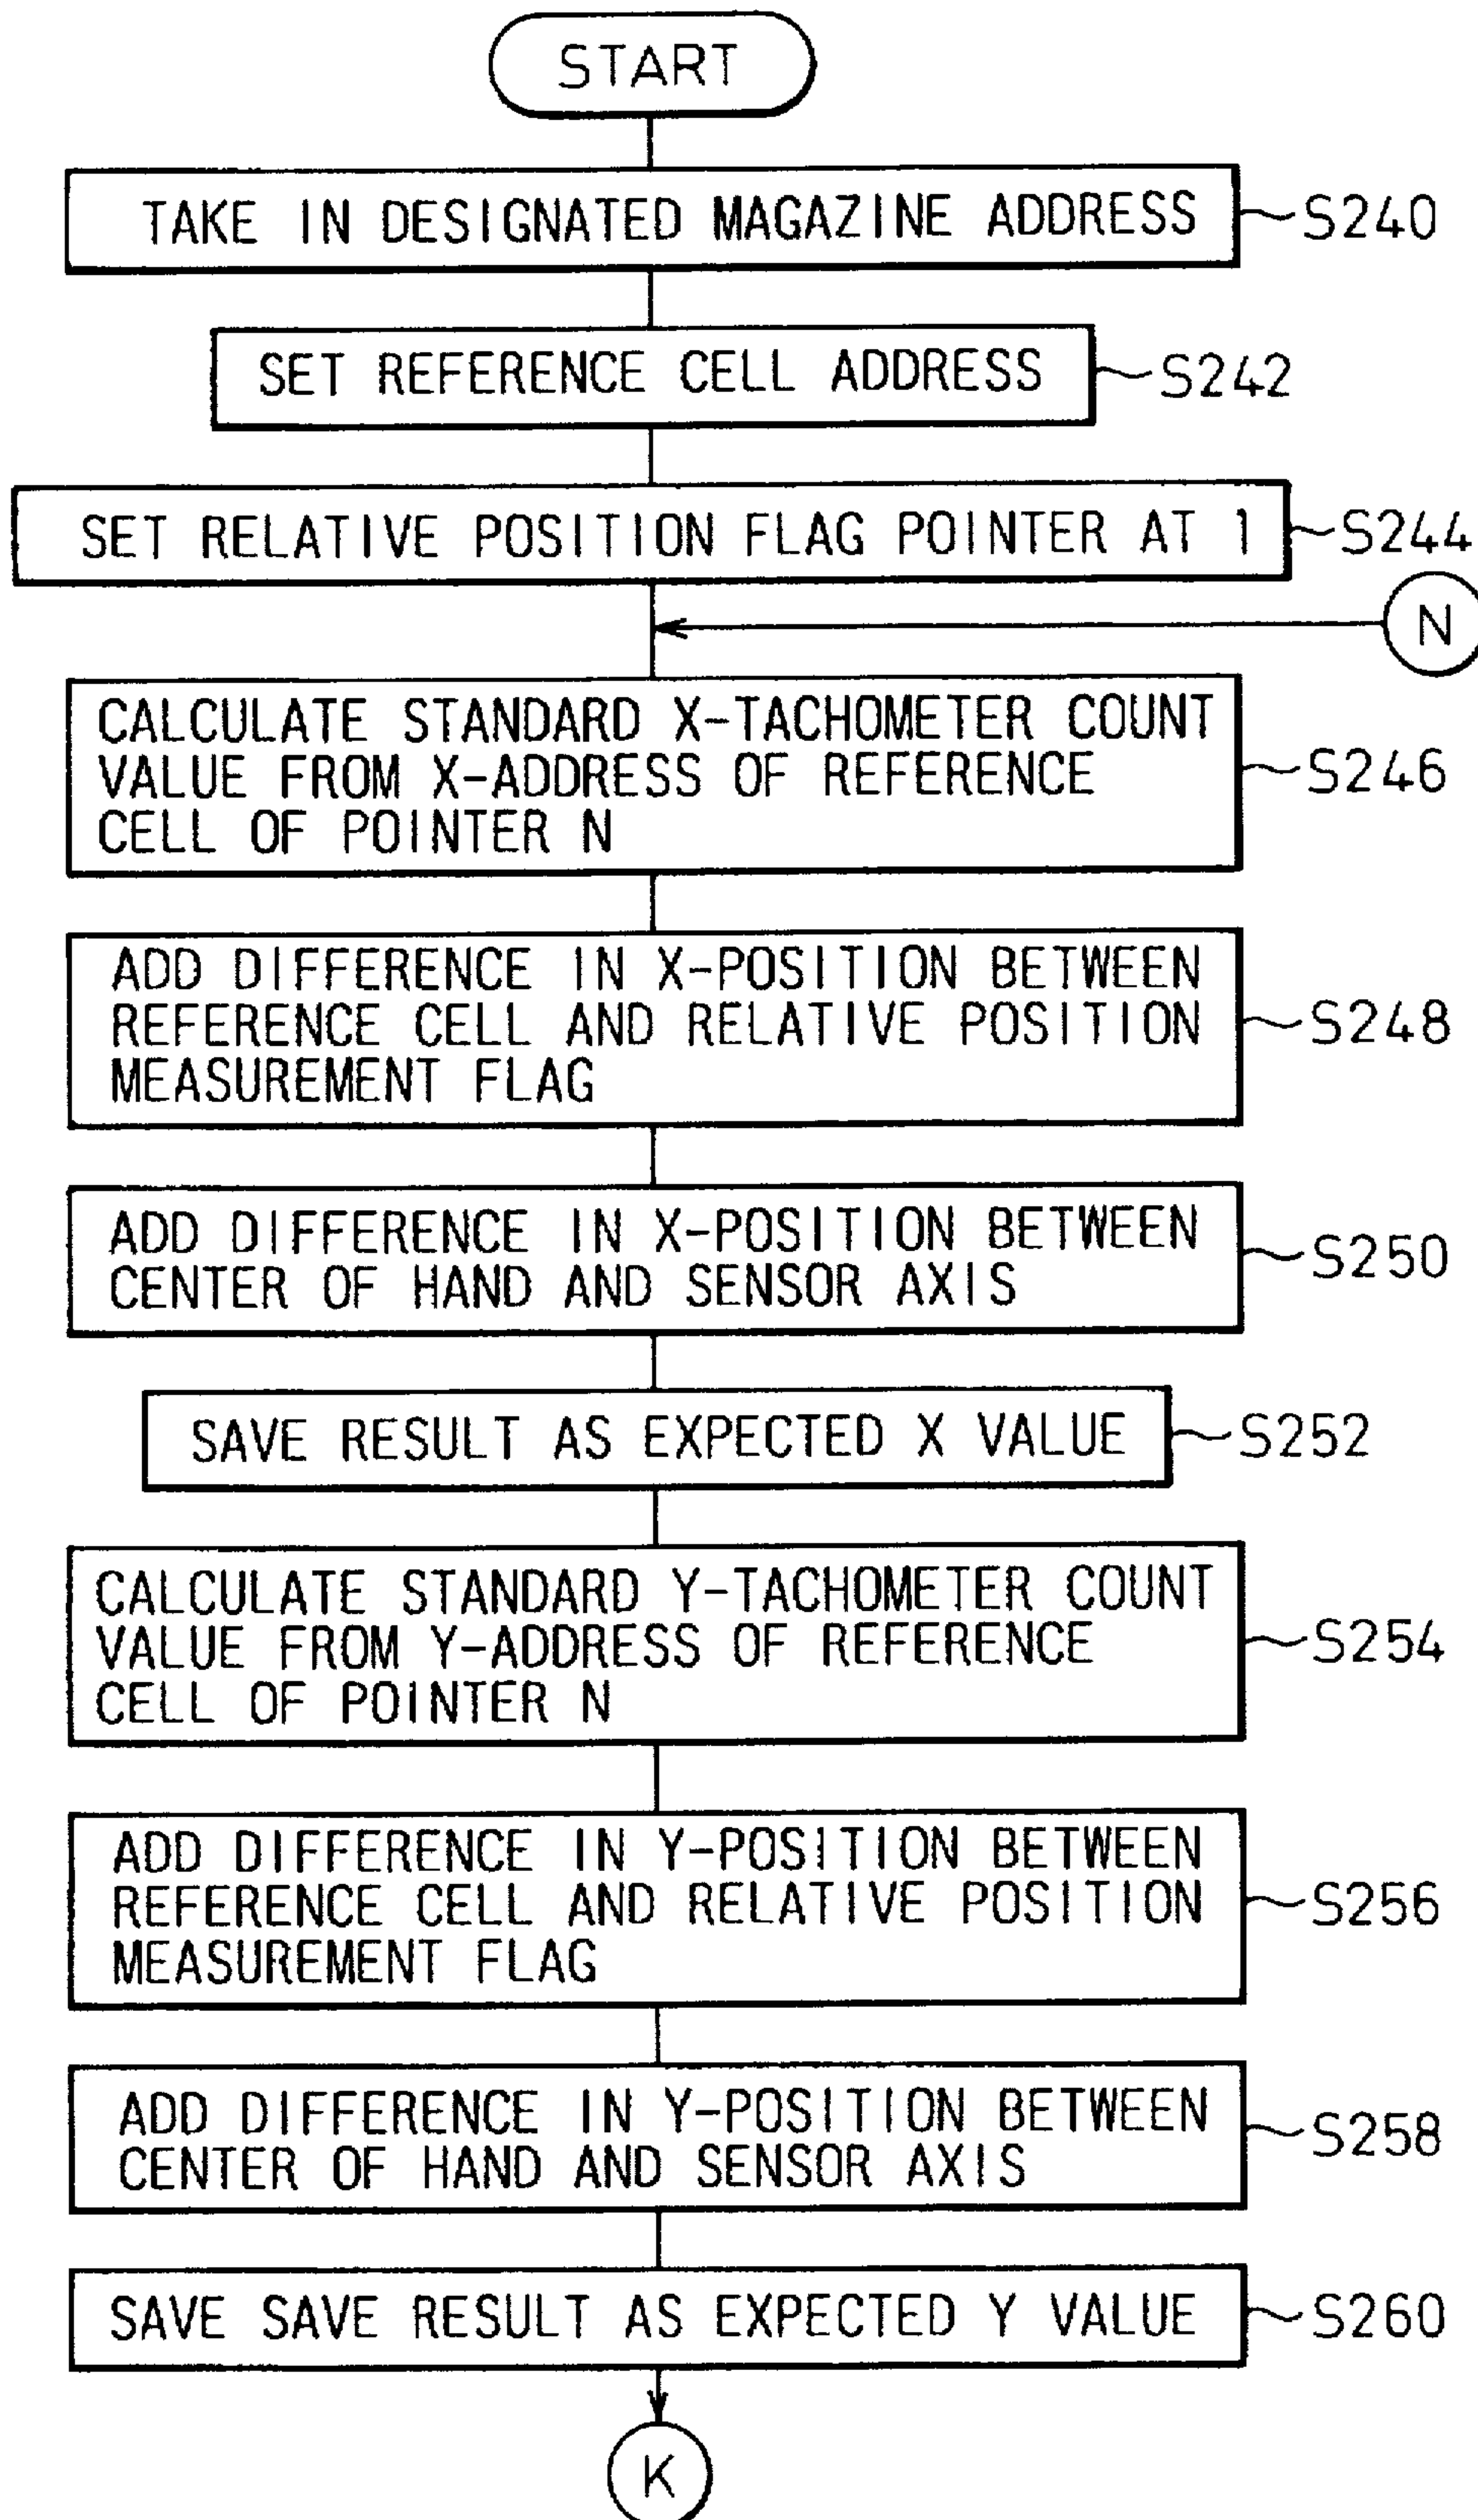 START
TAKE IN DESIGNATED MAGAZINE ADDRESS
S240
SET REFERENCE CELL ADDRESS
S242
SET RELATIVE POSITION FLAG POINTER AT 1
S244
N
CALCULATE STANDARD X-TACHOMETER COUNT
VALUE FROM X-ADDRESS OF REFERENCE
CELL OF POINTER N
S246
ADD DIFFERENCE IN X-POSITION BETWEEN
REFERENCE CELL AND RELATIVE POSITION
MEASUREMENT FLAG
S248
ADD DIFFERENCE IN X-POSITION BETWEEN
CENTER OF HAND AND SENSOR AXIS
S250
SAVE RESULT AS EXPECTED X VALUE
S252
CALCULATE STANDARD Y-TACHOMETER COUNT
VALUE FROM Y-ADDRESS OF REFERENCE
CELL OF POINTER N
S254
ADD DIFFERENCE IN Y-POSITION BETWEEN
REFERENCE CELL AND RELATIVE POSITION
MEASUREMENT FLAG
S256
ADD DIFFERENCE IN Y-POSITION BETWEEN
CENTER OF HAND AND SENSOR AXIS
S258
SAVE SAVE RESULT AS EXPECTED Y VALUE
S260
K